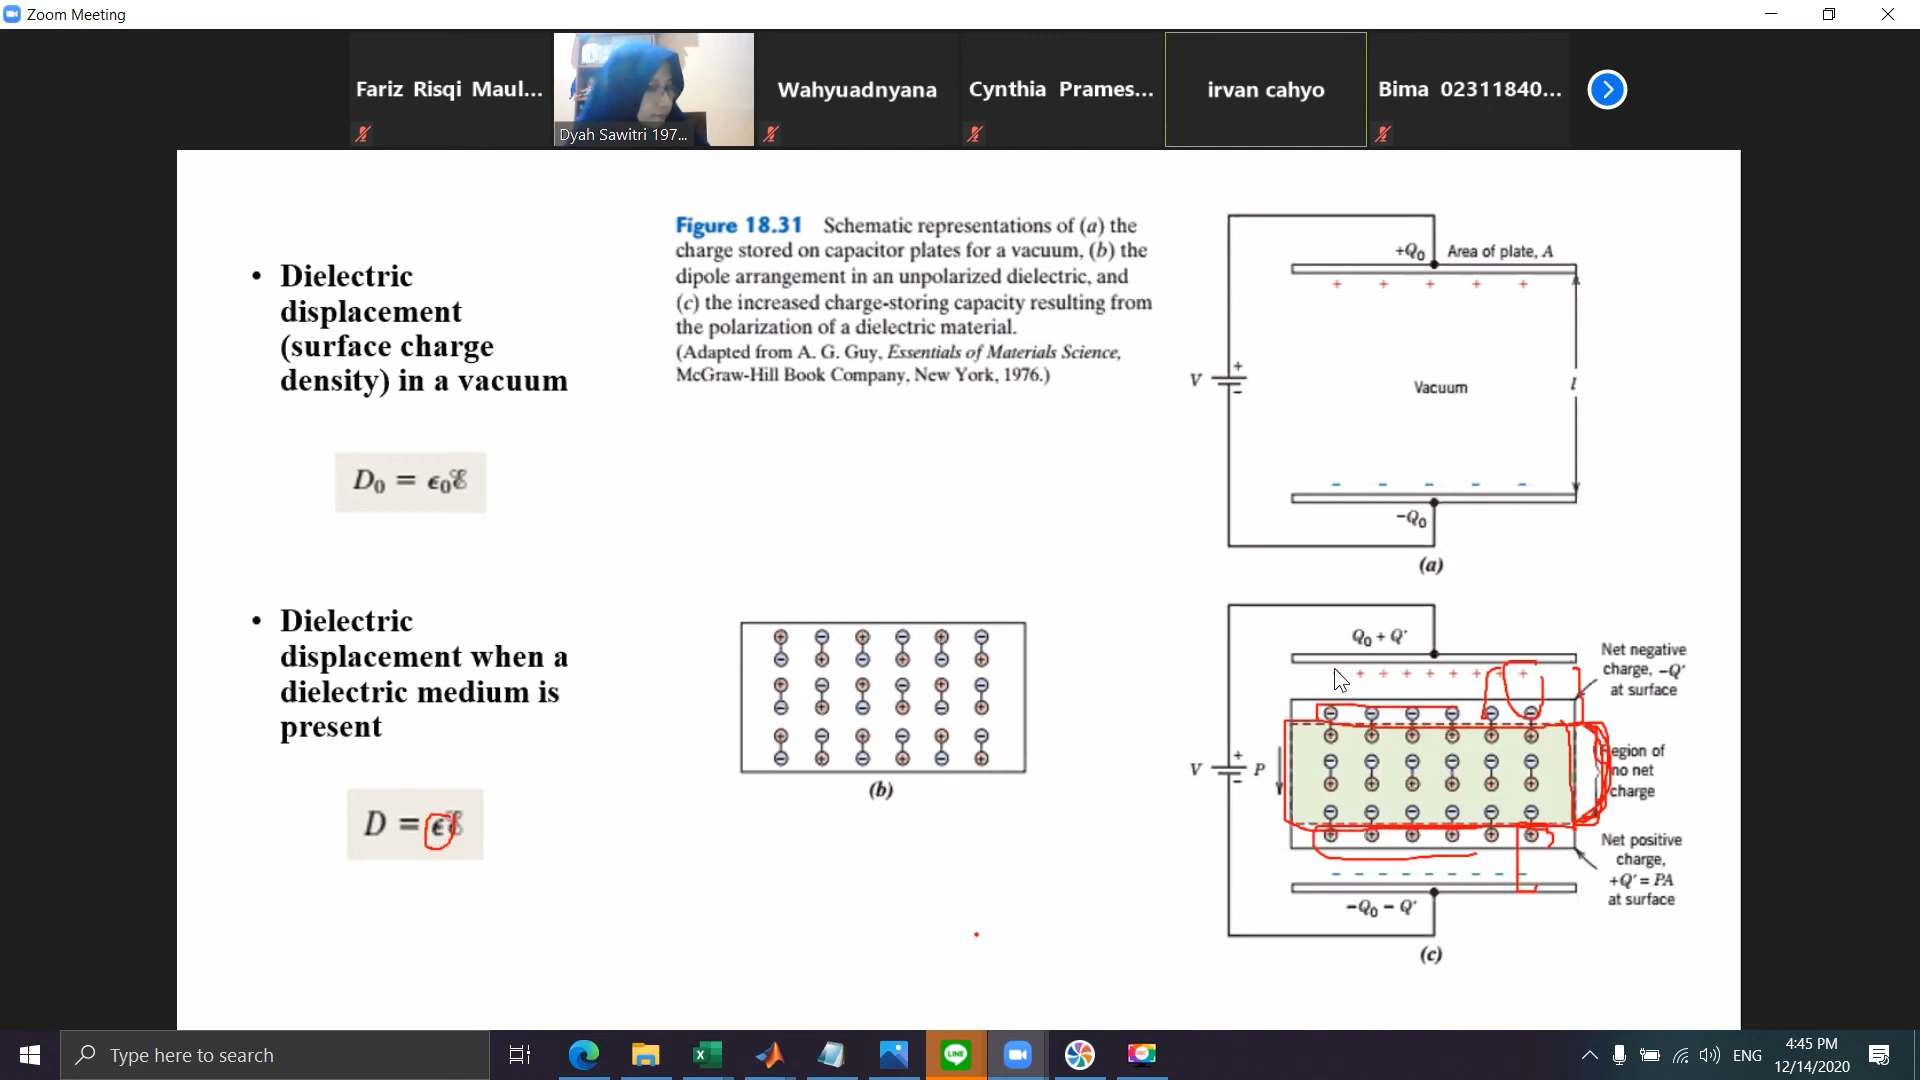 Zoom Meeting
Fariz Risqi Maul...
Dyah Sawitri 197...
Wahyuadnyana
Cynthia Prames...
irvan cahyo
Bima 02311840...
• Dielectric
displacement
(surface charge
density) in a vacuum
D₀ = ϵ₀ℰ
• Dielectric
displacement when a
dielectric medium is
present
D = ϵℰ
Figure 18.31 Schematic representations of (a) the
charge stored on capacitor plates for a vacuum, (b) the
dipole arrangement in an unpolarized dielectric, and
(c) the increased charge-storing capacity resulting from
the polarization of a dielectric material.
(Adapted from A. G. Guy, Essentials of Materials Science,
McGraw-Hill Book Company, New York, 1976.)
(b)
+Q₀ Area of plate, A
+ + + + +
V + −
Vacuum
l
− − − − −
−Q₀
(a)
Q₀ + Q'
Net negative
charge, −Q'
at surface
+ + + + + +
V + − P
Region of
no net
charge
Net positive
charge,
+Q' = PA
at surface
− − − − − − − −
−Q₀ − Q'
(c)
Type here to search
ENG
4:45 PM
12/14/2020